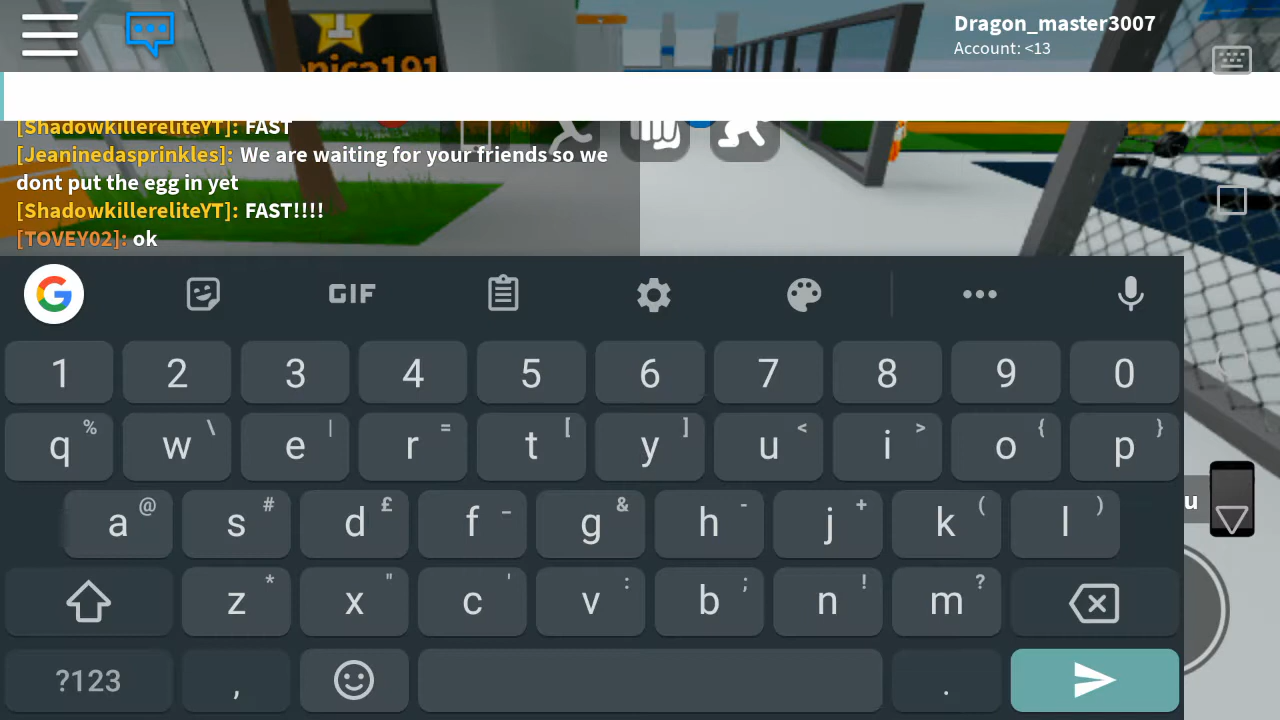 Dragon_master3007
Account: <13
[ShadowkillereliteYT]: FAST
[Jeaninedasprinkles]: We are waiting for your friends so we
dont put the egg in yet
[ShadowkillereliteYT]: FAST!!!!
[TOVEY02]: ok
G GIF
1 2 3 4 5 6 7 8 9 0
q % w \ e | r = t [ y ] u < i > o { p }
a @ s # d £ f _ g & h - j + k ( l )
z * x " c ' v : b ; n ! m ?
?123 , .